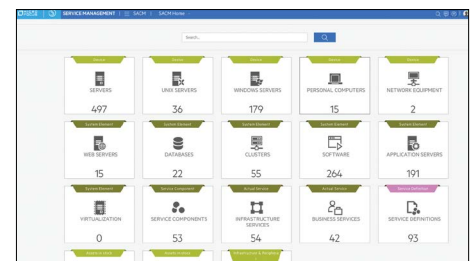 SERVICE MANAGEMENT | SACM | SACM Home
Search...
Device Device Device Device Device
SERVERS UNIX SERVERS WINDOWS SERVERS PERSONAL COMPUTERS NETWORK EQUIPMENT
497 36 179 15 2
System Element System Element System Element System Element System Element
WEB SERVERS DATABASES CLUSTERS SOFTWARE APPLICATION SERVERS
15 22 55 264 191
System Element Service Component Actual Service Actual Service Service Definition
VIRTUALIZATION SERVICE COMPONENTS INFRASTRUCTURE SERVICES BUSINESS SERVICES SERVICE DEFINITIONS
0 53 54 42 93